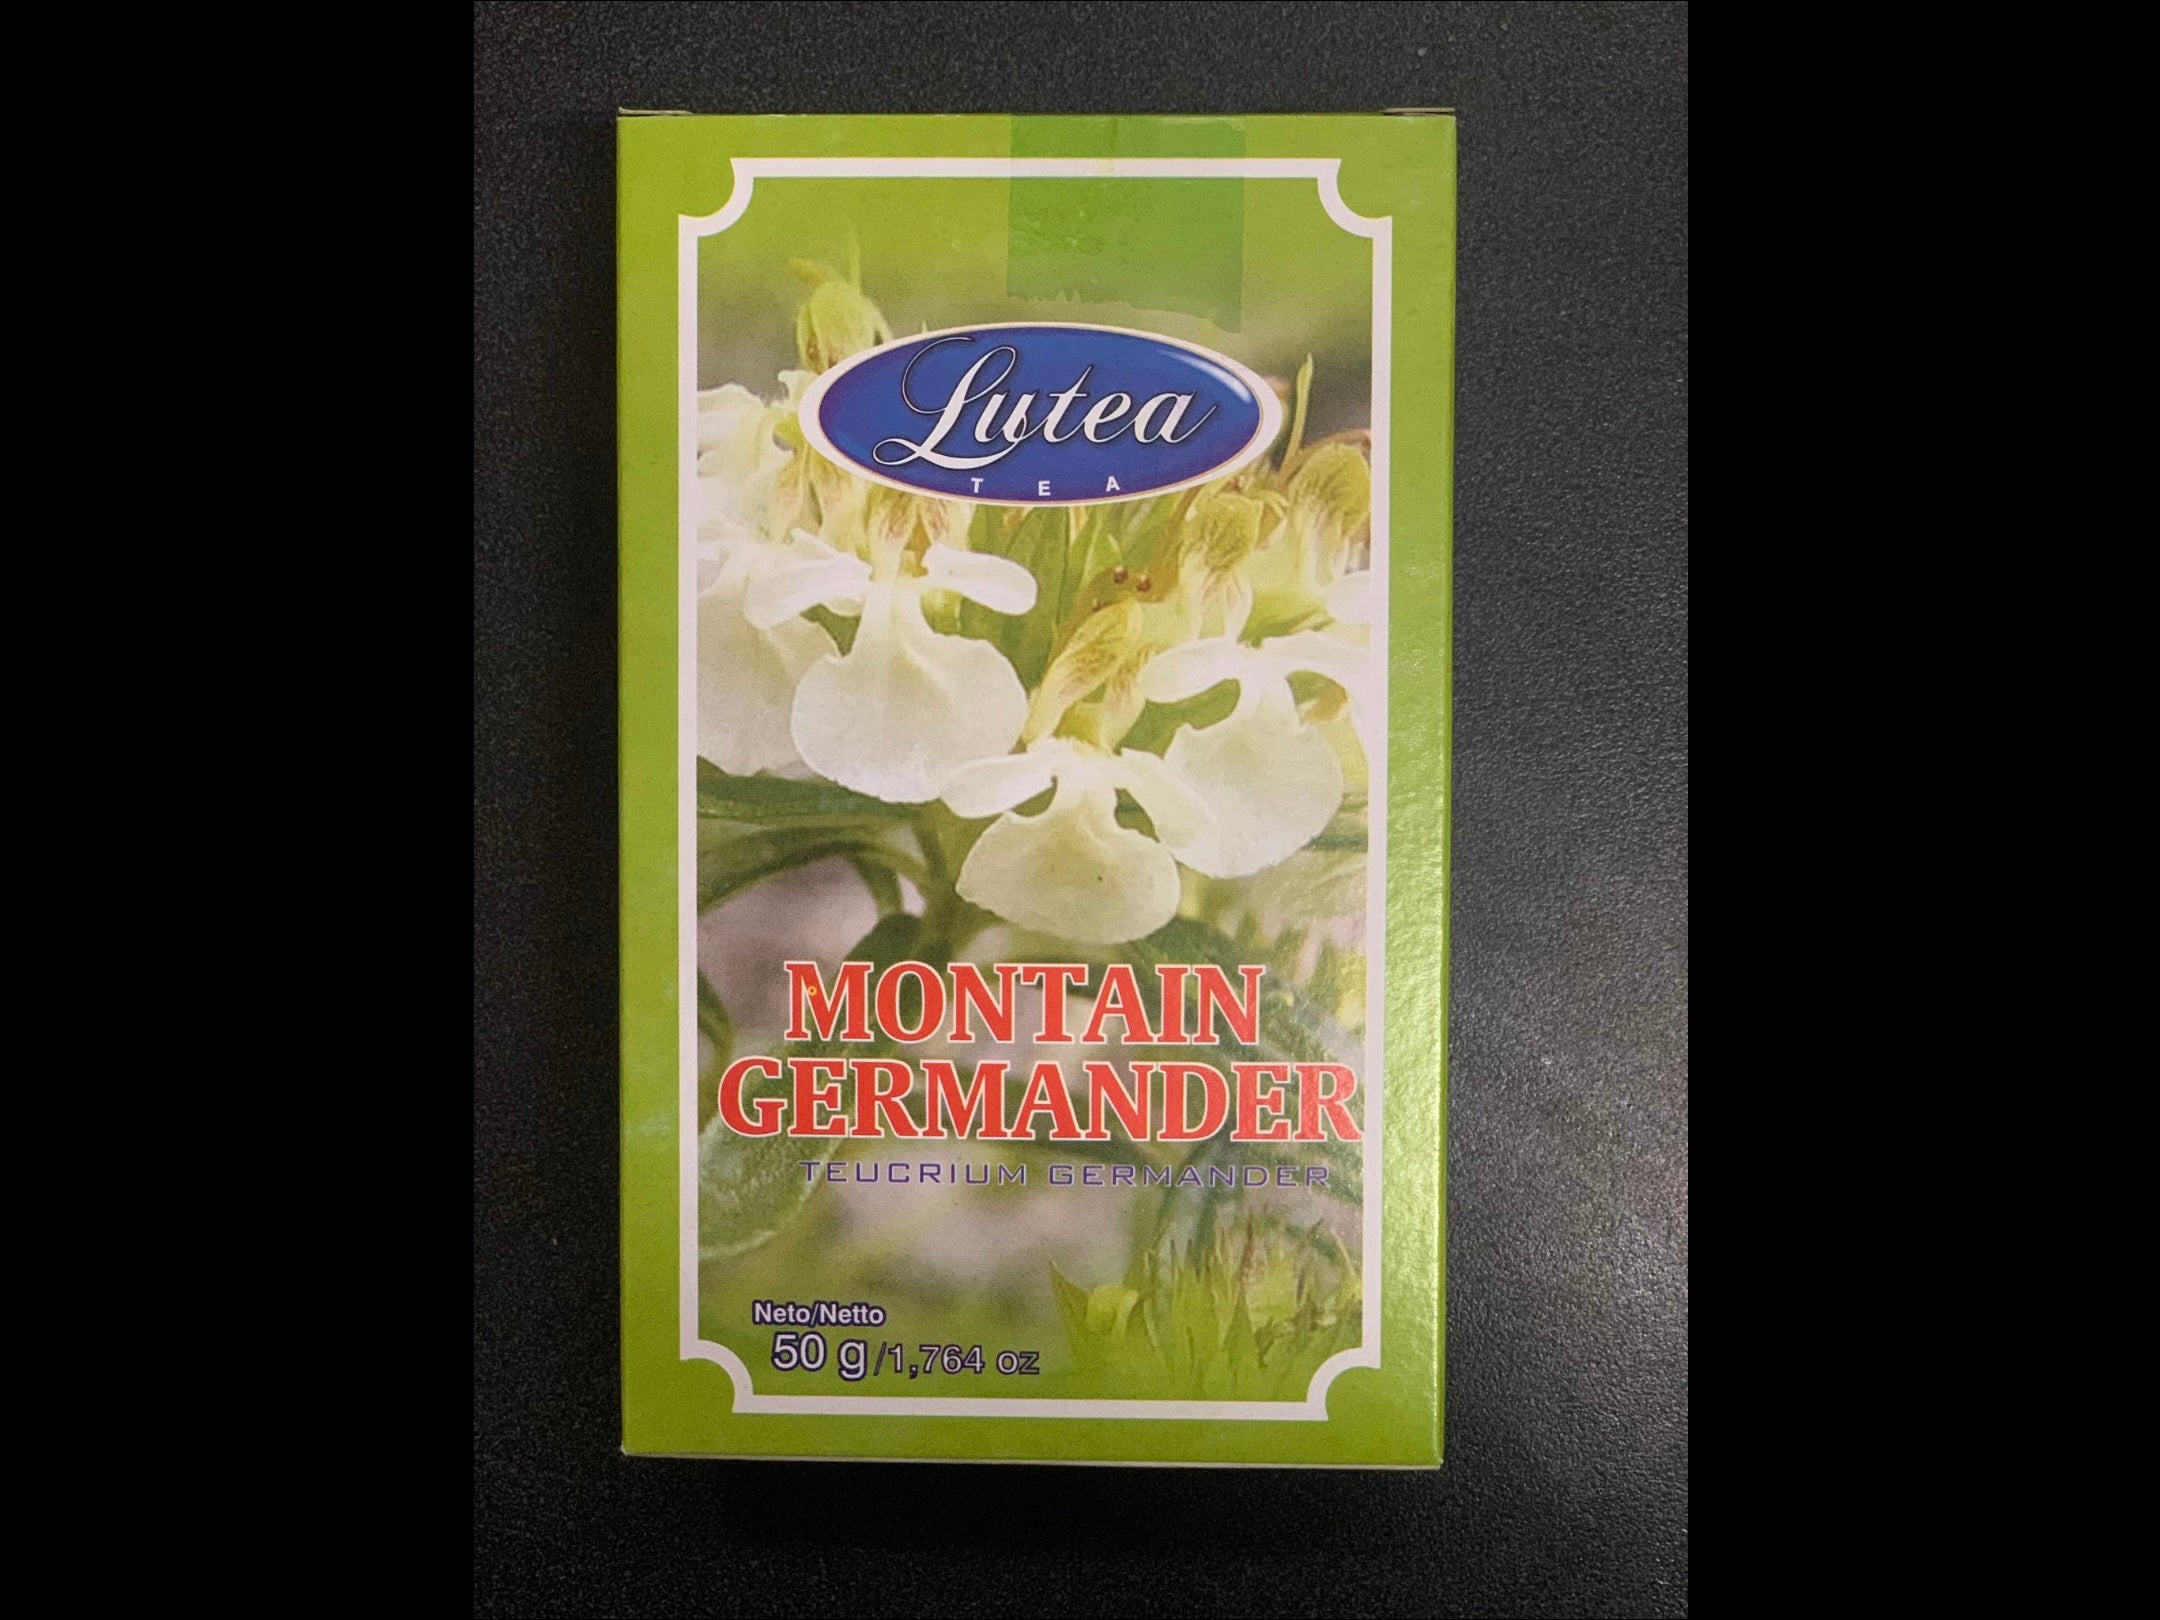 Lutea
TEA
MONTAIN
GERMANDER
TEUCRIUM GERMANDER
Neto/Netto
50 g/1,764 oz